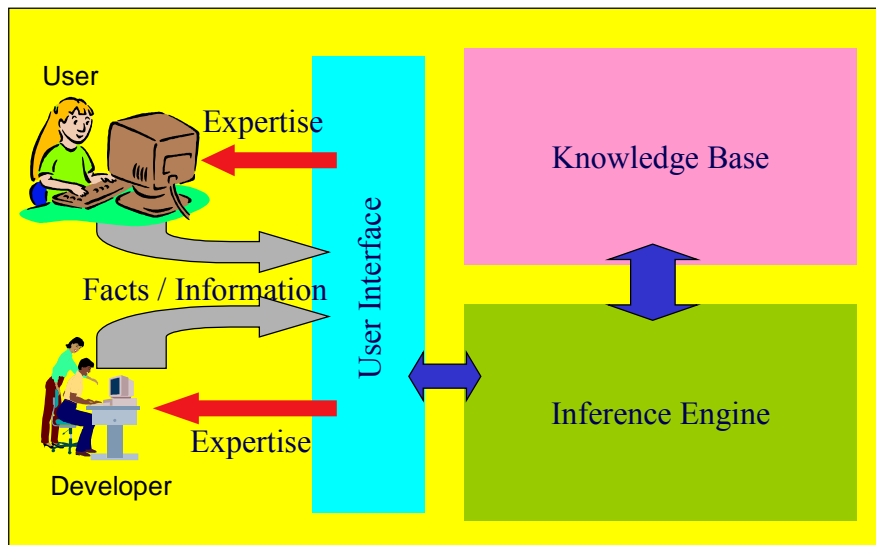 User
Expertise
Knowledge Base
User Interface
Facts / Information
Inference Engine
Expertise
Developer